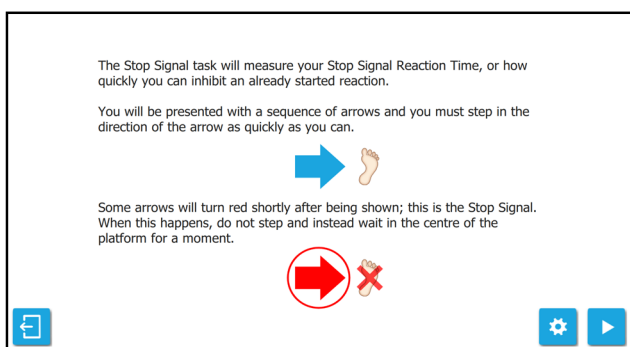 The Stop Signal task will measure your Stop Signal Reaction Time, or how
quickly you can inhibit an already started reaction.
You will be presented with a sequence of arrows and you must step in the
direction of the arrow as quickly as you can.
Some arrows will turn red shortly after being shown; this is the Stop Signal.
When this happens, do not step and instead wait in the centre of the
platform for a moment.